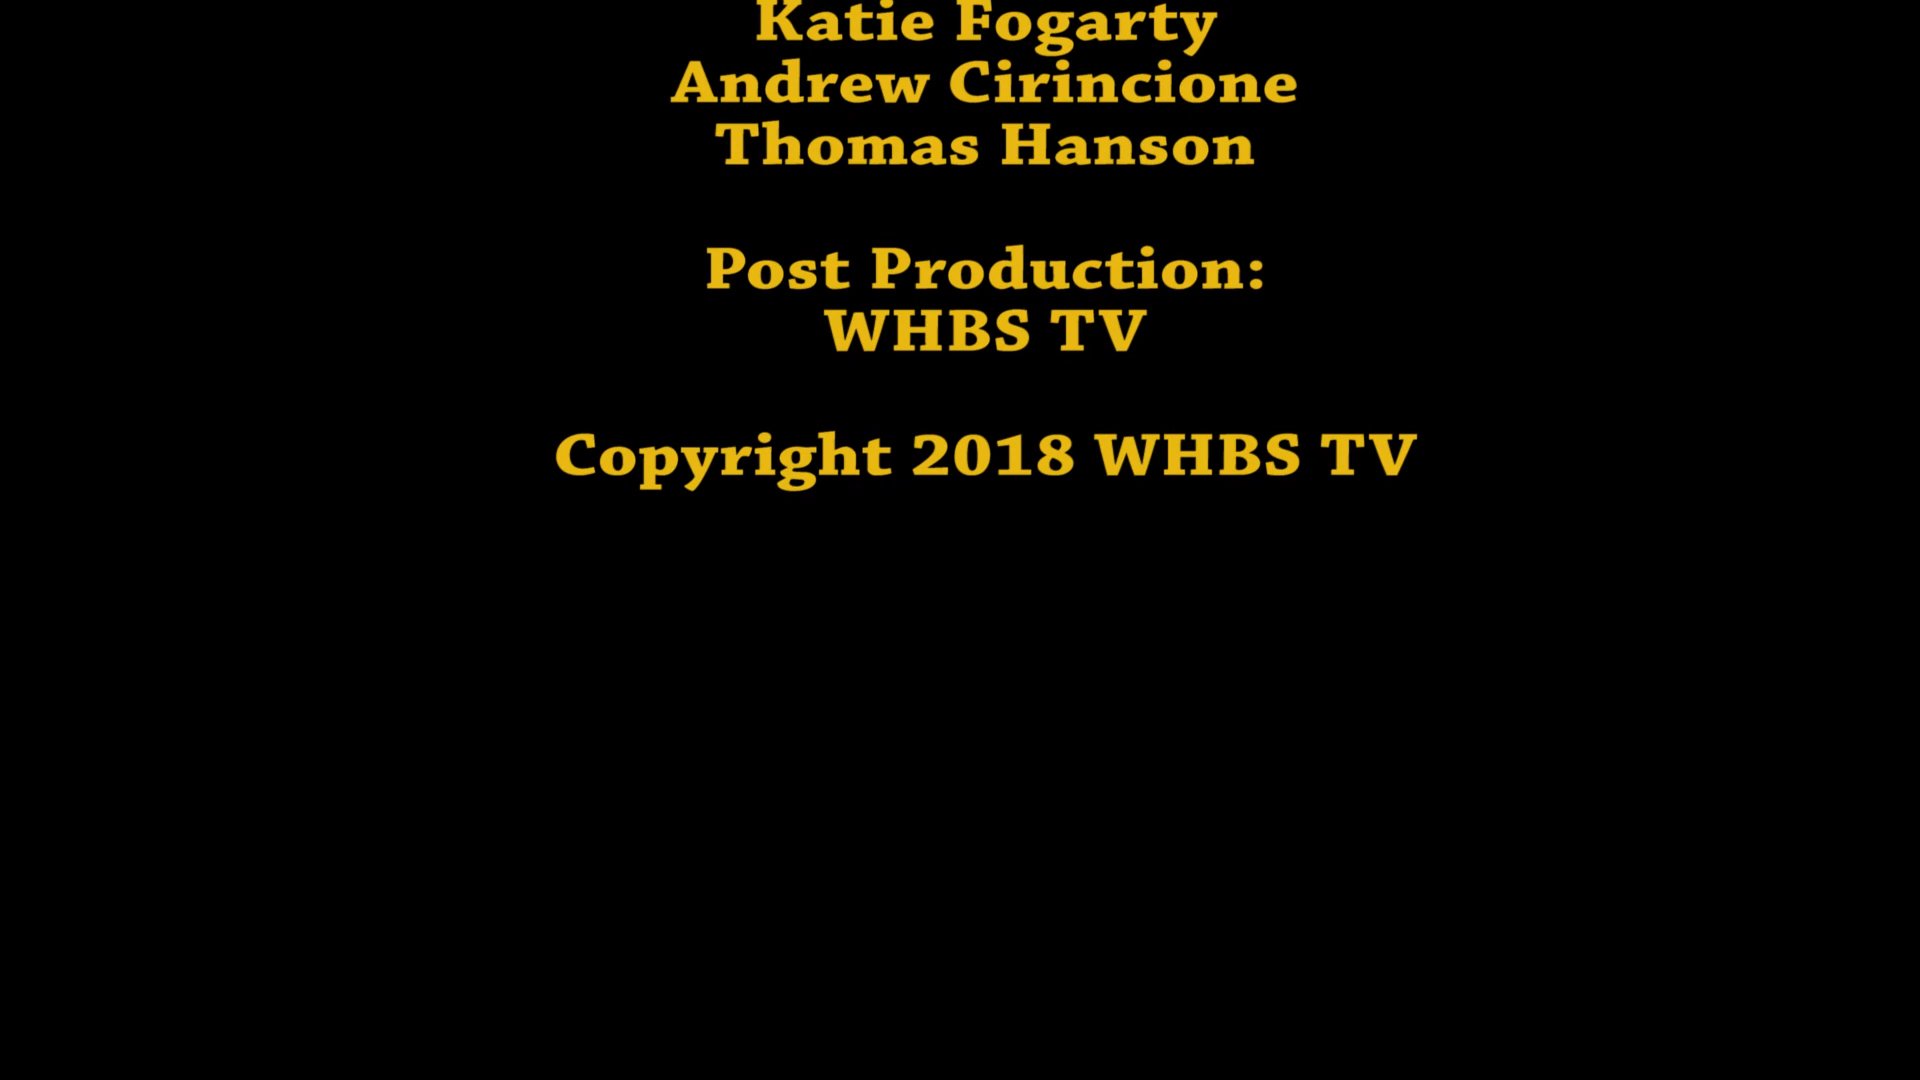 Katie Fogarty
Andrew Cirincione
Thomas Hanson
Post Production:
WHBS TV
Copyright 2018 WHBS TV